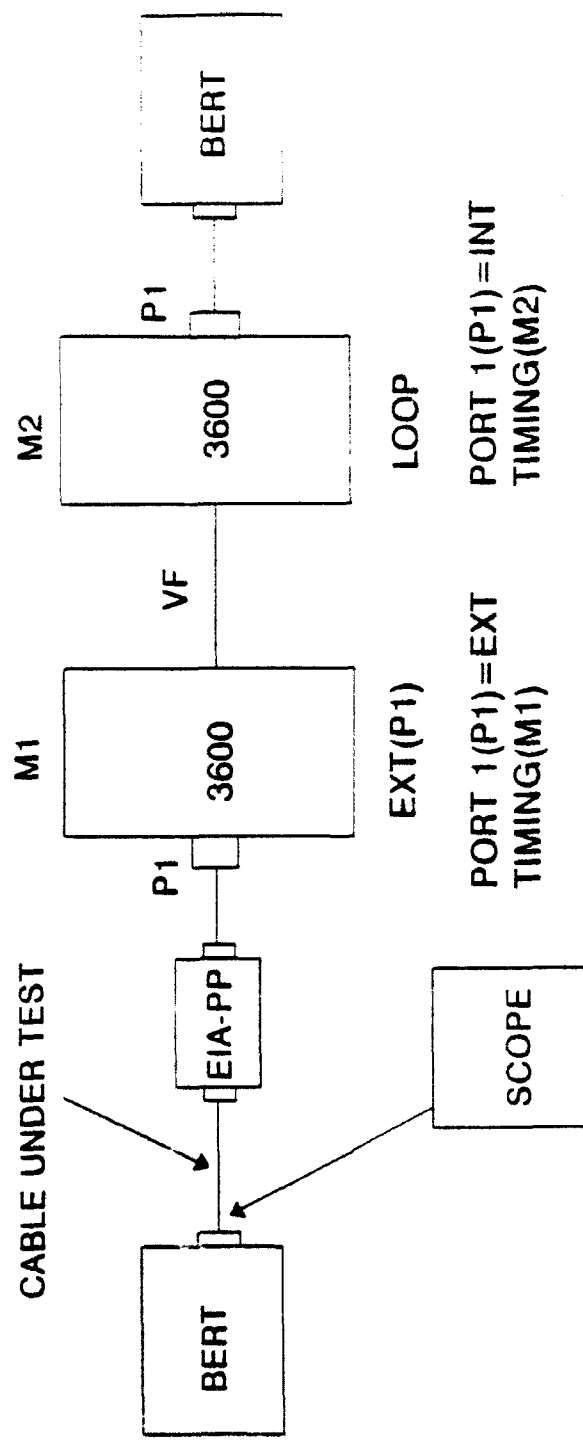 CABLE UNDER TEST
M1
M2
P1
VF
P1
BERT
EIA-PP
3600
3600
BERT
EXT(P1)
LOOP
SCOPE
PORT 1(P1)=EXT
TIMING(M1)
PORT 1(P1)=INT
TIMING(M2)